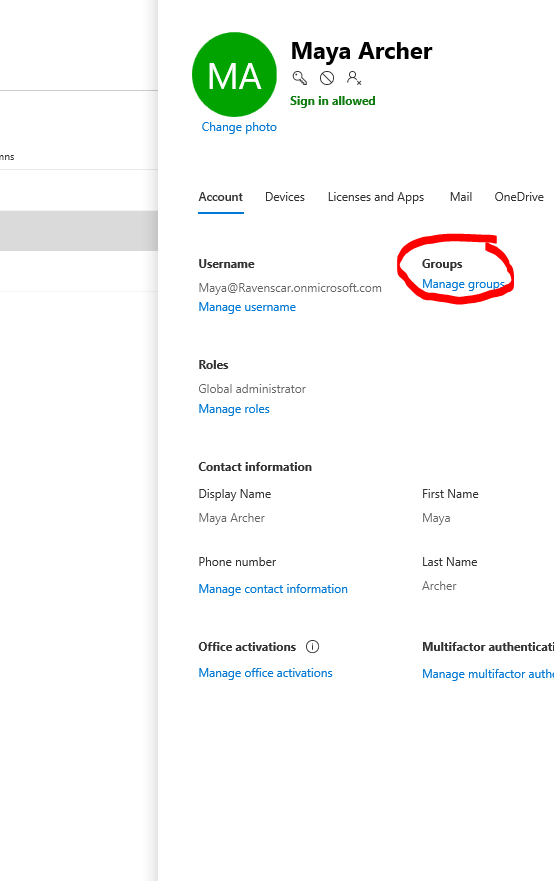 MA
Maya Archer
Sign in allowed
Change photo
mns
Account Devices Licenses and Apps Mail OneDrive
Username Groups
Maya@Ravenscar.onmicrosoft.com Manage groups
Manage username
Roles
Global administrator
Manage roles
Contact information
Display Name First Name
Maya Archer Maya
Phone number Last Name
Manage contact information Archer
Office activations Multifactor authenticati
Manage office activations Manage multifactor authe